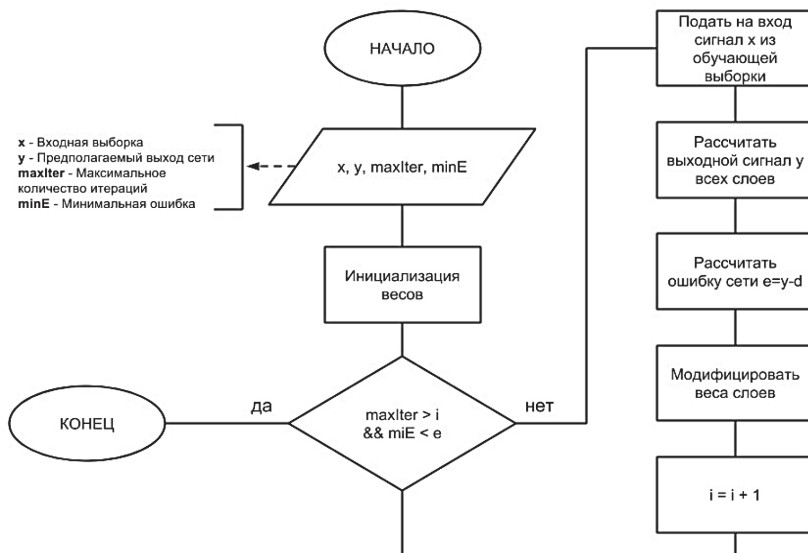 НАЧАЛО
x - Входная выборка
y - Предполагаемый выход сети
maxIter - Максимальное
количество итераций
minE - Минимальная ошибка
x, y, maxIter, minE
Инициализация
весов
maxIter > i
&& miE < e
да
нет
КОНЕЦ
Подать на вход
сигнал x из
обучающей
выборки
Рассчитать
выходной сигнал y
всех слоев
Рассчитать
ошибку сети e=y-d
Модифицировать
веса слоев
i = i + 1